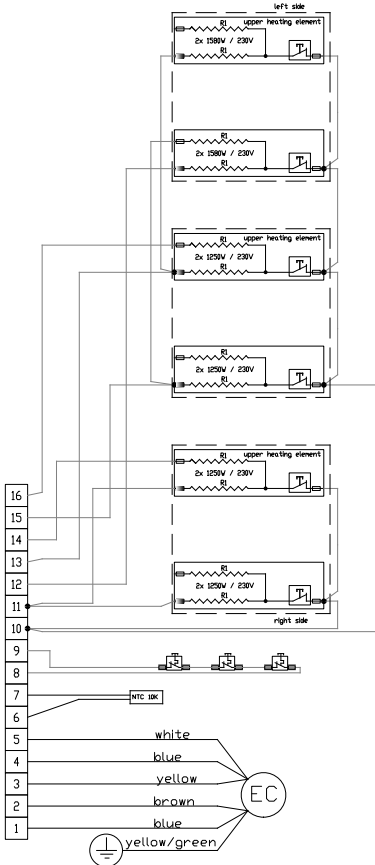 left side
R1 upper heating element
2x 1580W / 230V
R1
R1
2x 1580W / 230V
R1
R1 upper heating element
2x 1250W / 230V
R1
R1
2x 1250W / 230V
R1
R1 upper heating element
2x 1250W / 230V
R1
R1
2x 1250W / 230V
R1
right side
16
15
14
13
12
11
10
9
8
7
NTC 10K
6
5 white
4 blue
3 yellow
EC
2 brown
1 blue
yellow/green